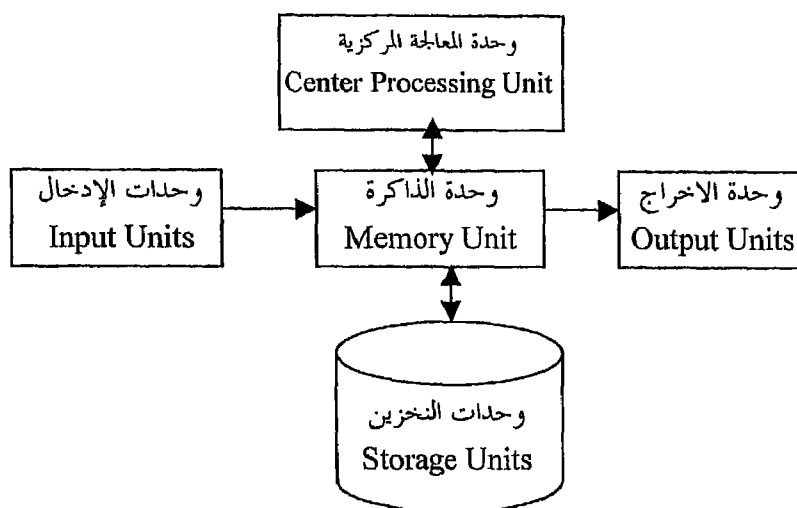 وحدة المعالجة المركزية
Center Processing Unit
وحدات الإدخال
Input Units
وحدة الذاكرة
Memory Unit
وحدة الاخراج
Output Units
وحدات النخزين
Storage Units